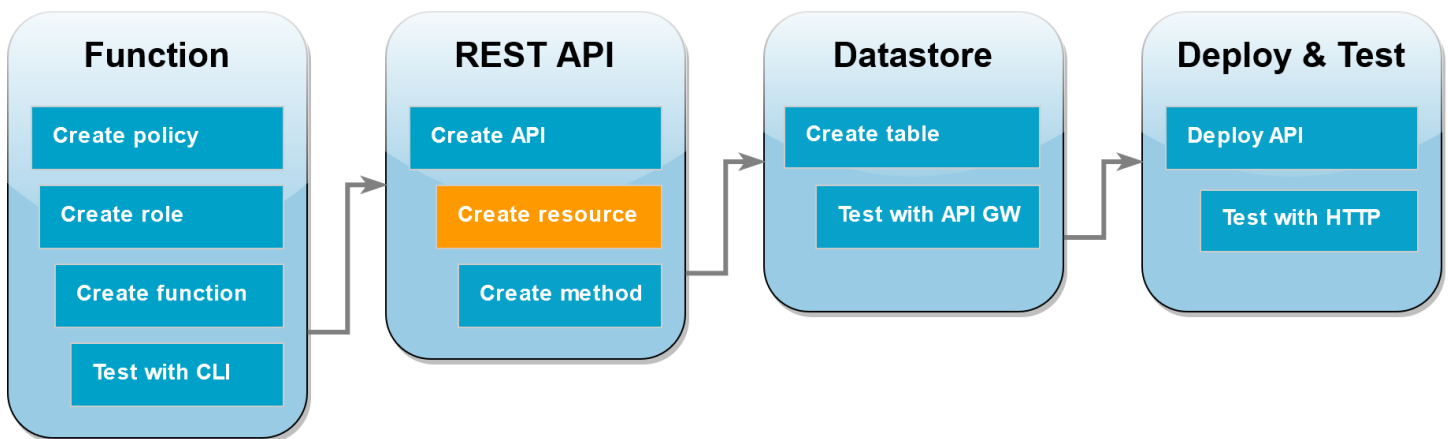 Function
Create policy
Create role
Create function
Test with CLI
REST API
Create API
Create resource
Create method
Datastore
Create table
Test with API GW
Deploy & Test
Deploy API
Test with HTTP